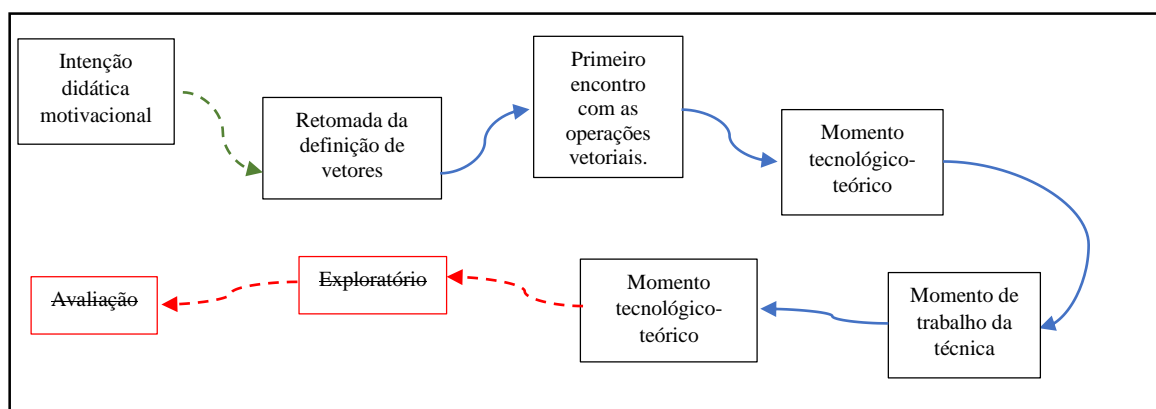 Intenção
didática
motivacional
Retomada da
definição de
vetores
Primeiro
encontro
com as
operações
vetoriais.
Momento
tecnológico-
teórico
Momento de
trabalho da
técnica
Momento
tecnológico-
teórico
Exploratório
Avaliação